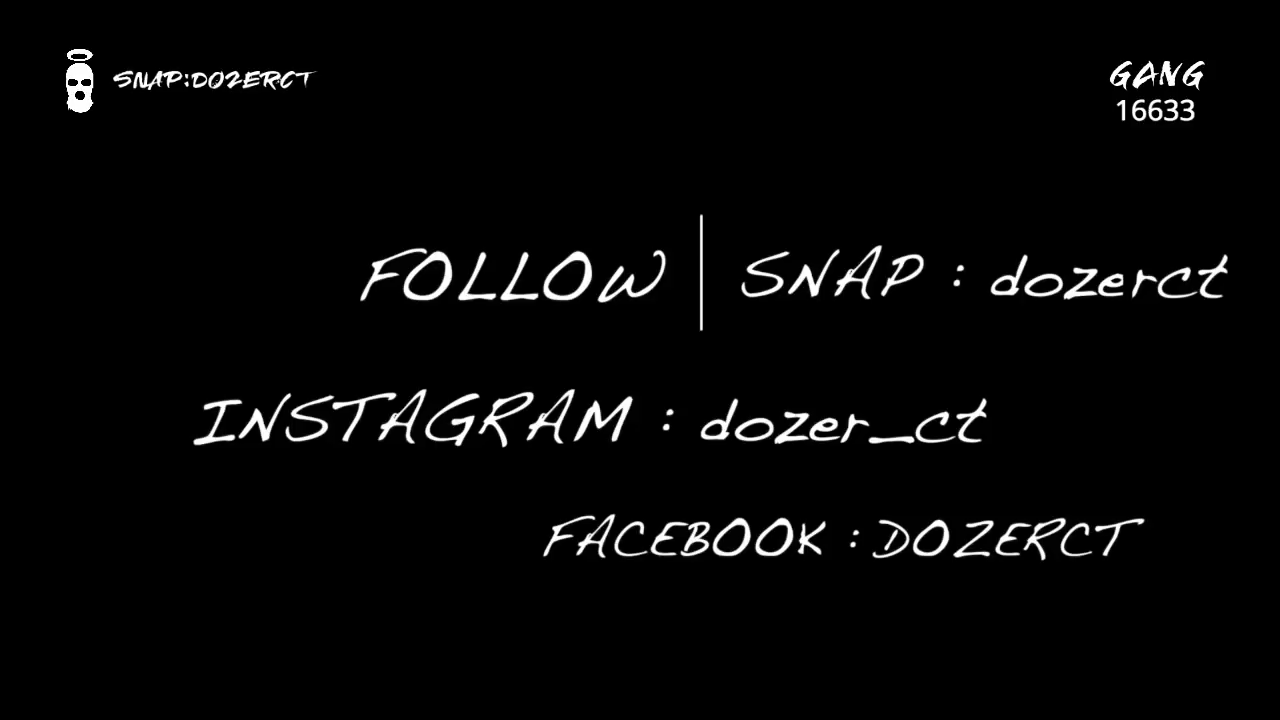 SNAP:DOZERCT
GANG
16633
FOLLOW | SNAP : dozerct
INSTAGRAM : dozer_ct
FACEBOOK : DOZERCT